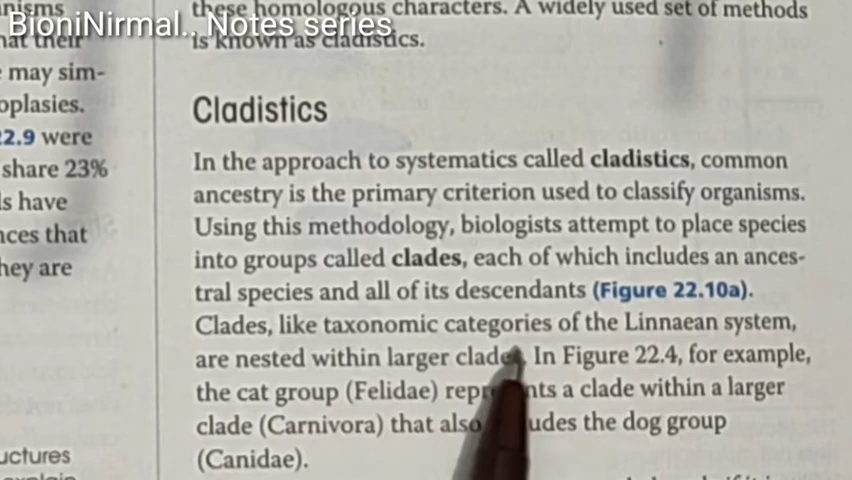 BioniNirmal.. Notes series
these homologous characters. A widely used set of methods
is known as cladistics.
may sim-
oplasies.
22.9 were
share 23%
ls have
nces that
hey are
uctures
Cladistics
In the approach to systematics called cladistics, common
ancestry is the primary criterion used to classify organisms.
Using this methodology, biologists attempt to place species
into groups called clades, each of which includes an ances-
tral species and all of its descendants (Figure 22.10a).
Clades, like taxonomic categories of the Linnaean system,
are nested within larger clades. In Figure 22.4, for example,
the cat group (Felidae) a clade within a larger
clade (Carnivora) that also the dog group
(Canidae).